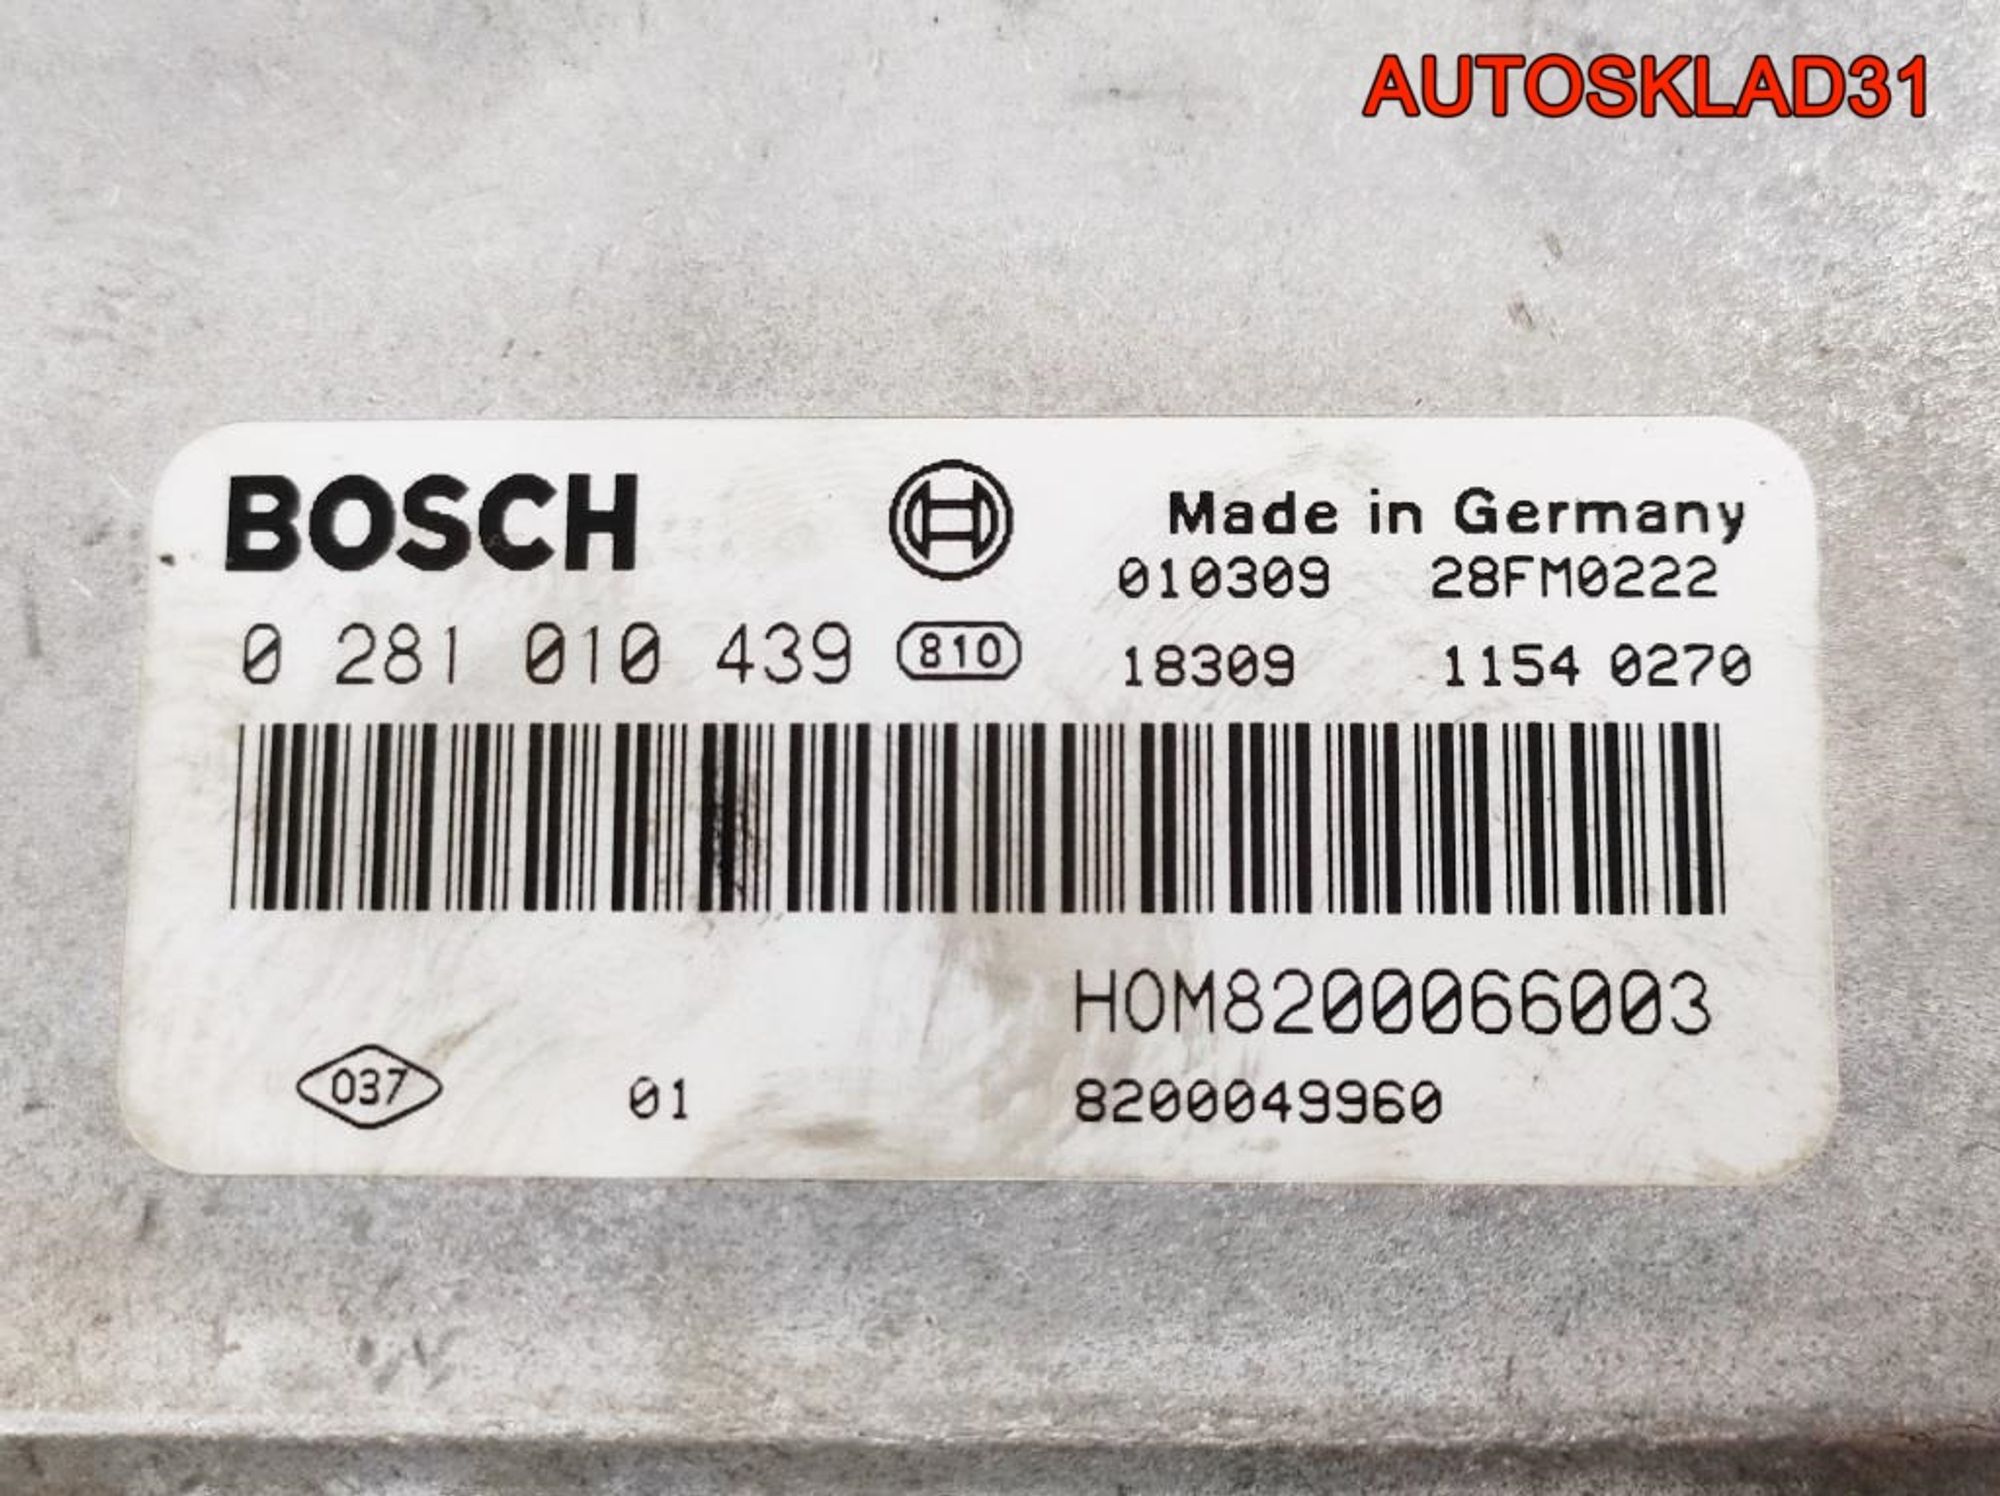 AUTOSKLAD31
BOSCH
Made in Germany
010309 28FM0222
0 281 010 439 810
18309 1154 0270
HOM8200066003
037 01 8200049960